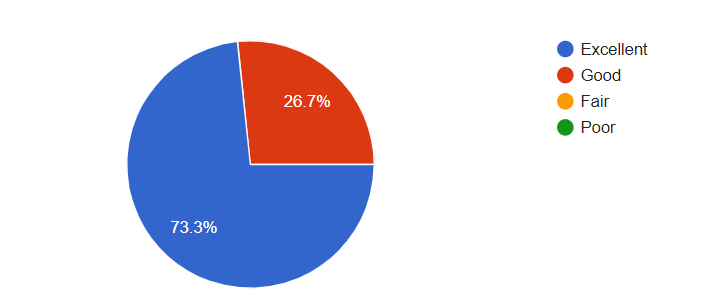 Excellent
Good
Fair
Poor
26.7%
73.3%